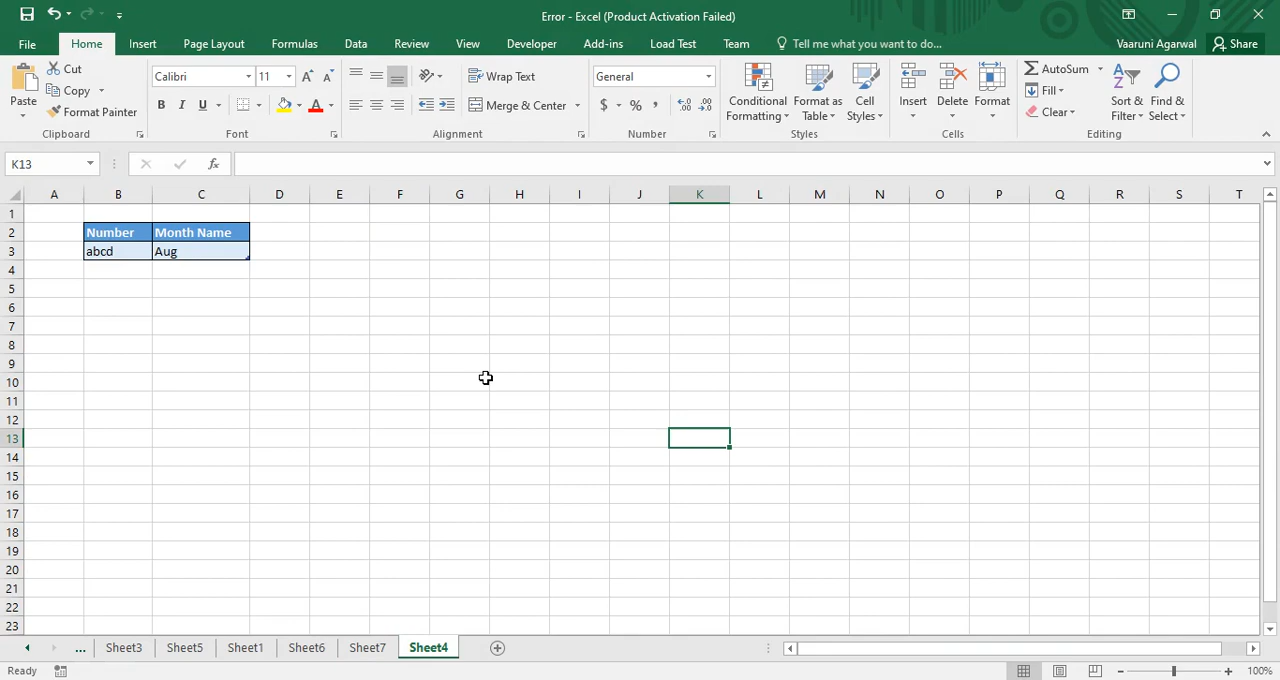 Error - Excel (Product Activation Failed)
File Home Insert Page Layout Formulas Data Review View Developer Add-ins Load Test Team Tell me what you want to do... Vaaruni Agarwal Share
Paste Cut Copy Format Painter Clipboard
Calibri 11 B I U A Font
Wrap Text Merge & Center Alignment
General $ % , Number
Conditional Formatting Format as Table Cell Styles Styles
Insert Delete Format Cells
AutoSum Fill Clear Sort & Filter Find & Select Editing
K13 fx
A B C D E F G H I J K L M N O P Q R S T
1
2 Number Month Name
3 abcd Aug
4
5
6
7
8
9
10
11
12
13
14
15
16
17
18
19
20
21
22
23
... Sheet3 Sheet5 Sheet1 Sheet6 Sheet7 Sheet4
Ready 100%